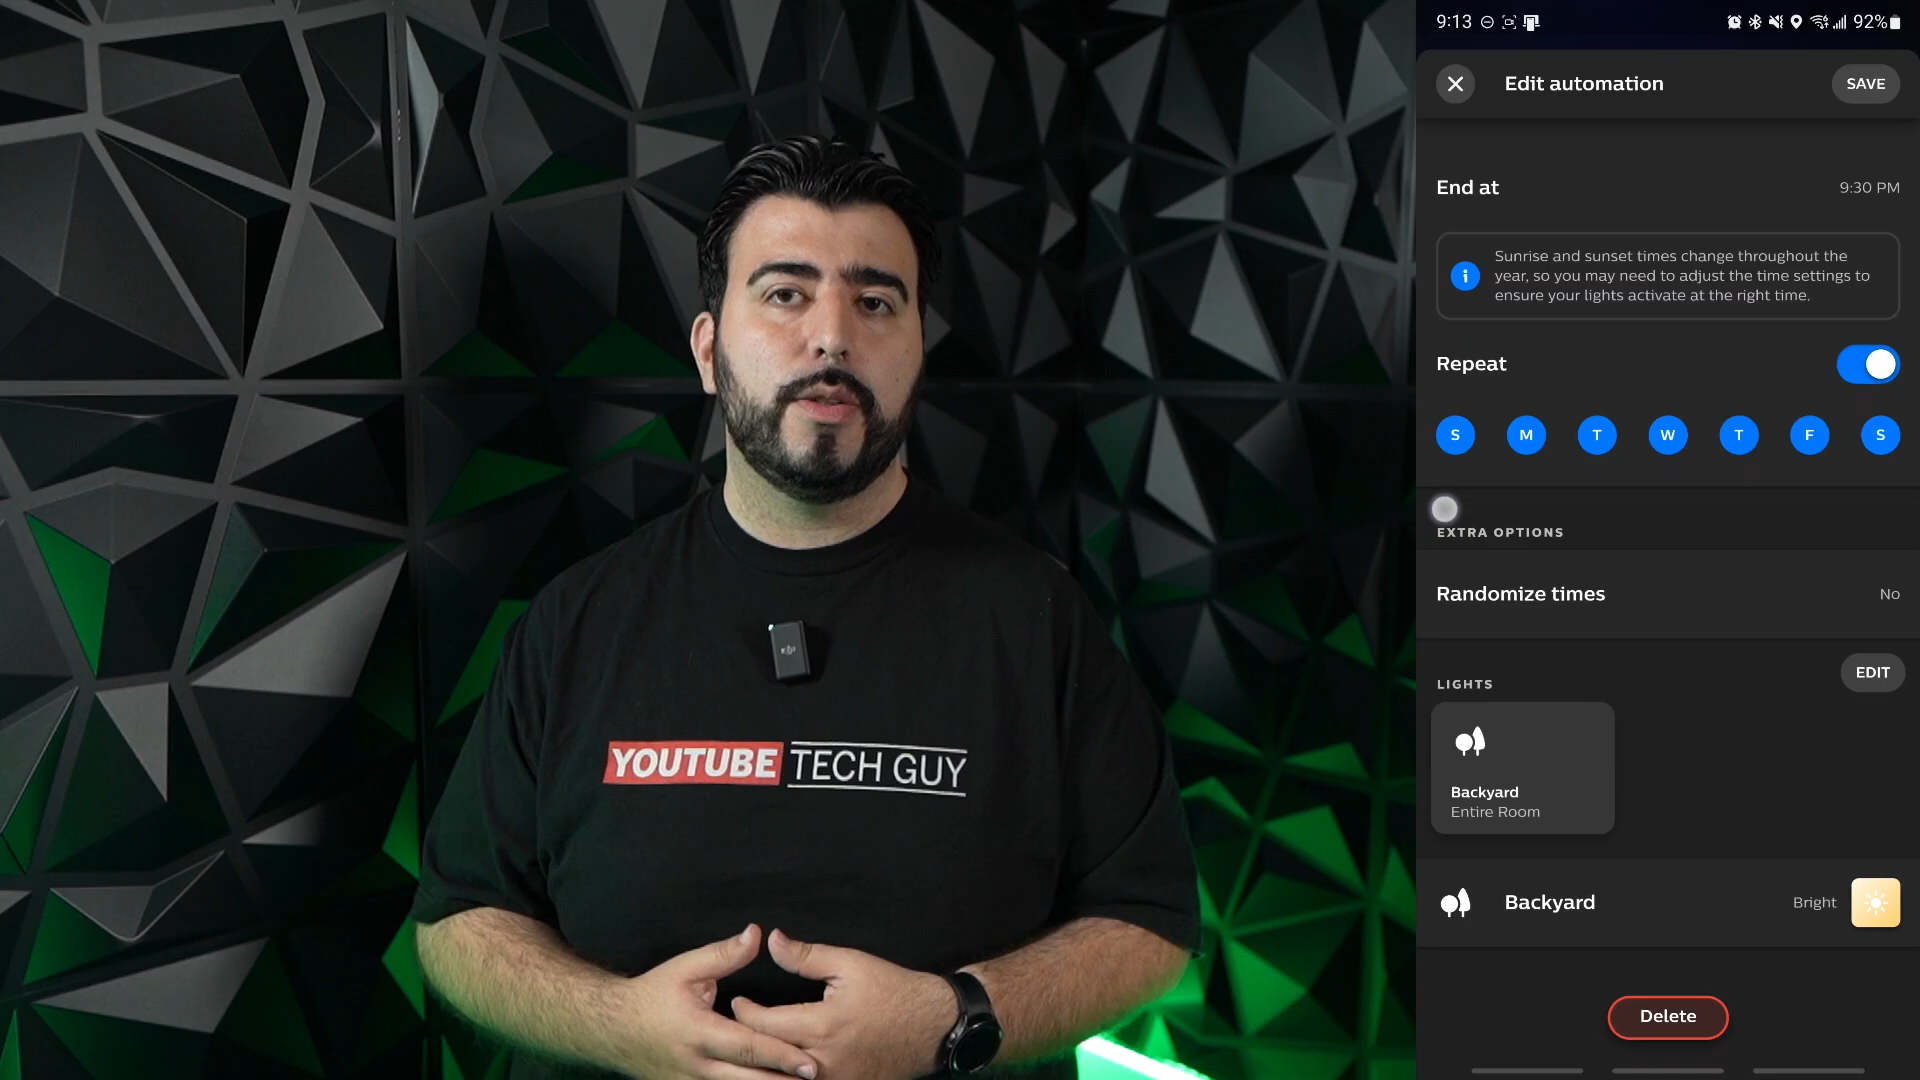 9:13
92%
Edit automation
SAVE
End at
9:30 PM
Sunrise and sunset times change throughout the
year, so you may need to adjust the time settings to
ensure your lights activate at the right time.
Repeat
S M T W T F S
EXTRA OPTIONS
Randomize times
No
LIGHTS
EDIT
Backyard
Entire Room
Backyard
Bright
Delete
dji
YOUTUBE TECH GUY